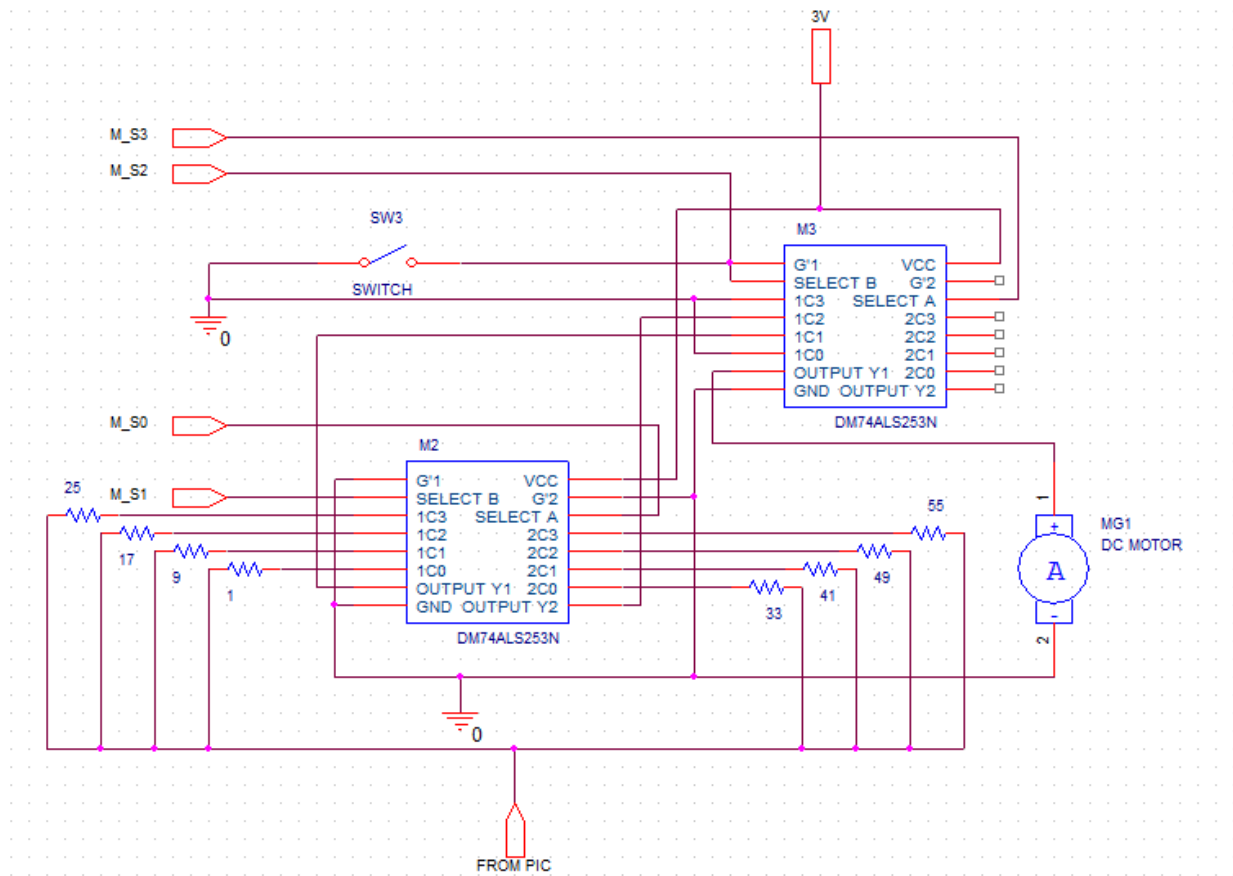 3V
M_S3
M_S2
SW3
SWITCH
0
M3
G'1 VCC
SELECT B G'2
1C3 SELECT A
1C2 2C3
1C1 2C2
1C0 2C1
OUTPUT Y1 2C0
GND OUTPUT Y2
DM74ALS253N
M_S0
M2
G'1 VCC
M_S1
SELECT B G'2
1C3 SELECT A
1C2 2C3
1C1 2C2
1C0 2C1
OUTPUT Y1 2C0
GND OUTPUT Y2
DM74ALS253N
25
17
9
1
55
49
41
33
1
+
MG1
DC MOTOR
A
-
2
0
FROM PIC